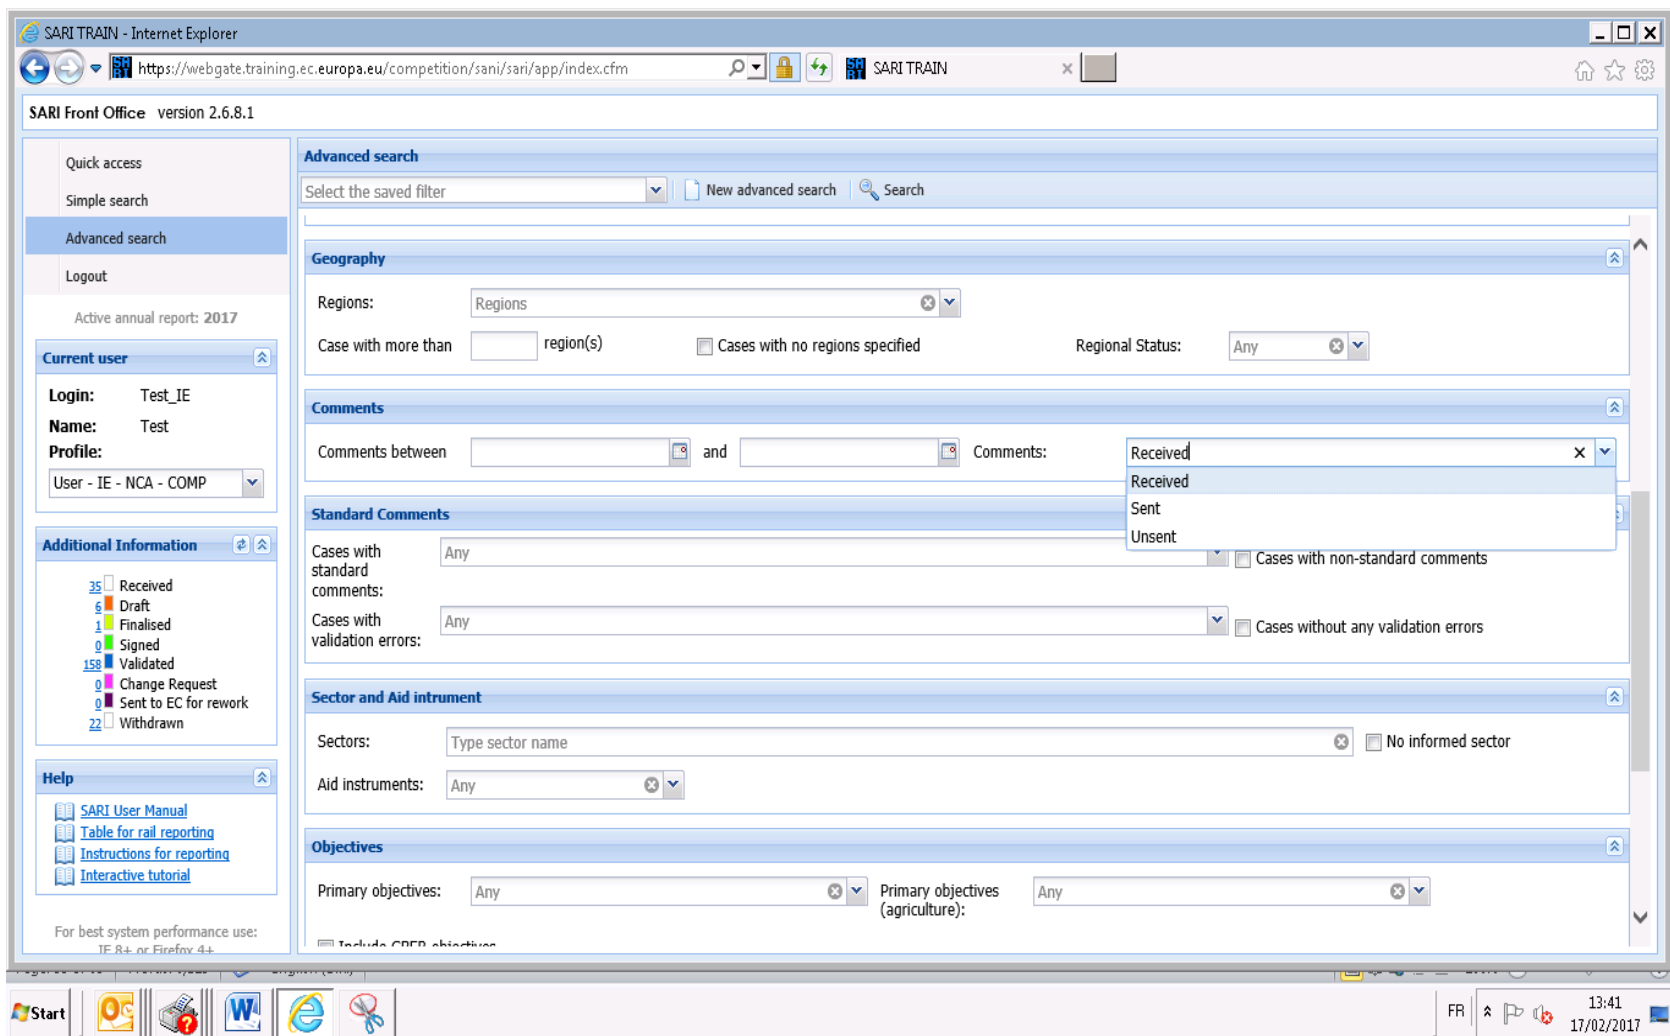 SARI TRAIN - Internet Explorer
https://webgate.training.ec.europa.eu/competition/sani/sari/app/index.cfm
SARI TRAIN
SARI Front Office version 2.6.8.1
Quick access
Simple search
Advanced search
Logout
Active annual report: 2017
Current user
Login: Test_IE
Name: Test
Profile:
User - IE - NCA - COMP
Additional Information
35 Received
6 Draft
1 Finalised
0 Signed
158 Validated
0 Change Request
0 Sent to EC for rework
22 Withdrawn
Help
SARI User Manual
Table for rail reporting
Instructions for reporting
Interactive tutorial
For best system performance use:
IE 8+ or Firefox 4+
Advanced search
Select the saved filter
New advanced search
Search
Geography
Regions: Regions
Case with more than region(s)
Cases with no regions specified
Regional Status: Any
Comments
Comments between and
Comments: Received
Received
Sent
Unsent
Standard Comments
Cases with standard comments: Any
Cases with non-standard comments
Cases with validation errors: Any
Cases without any validation errors
Sector and Aid intrument
Sectors: Type sector name
No informed sector
Aid instruments: Any
Objectives
Primary objectives: Any
Primary objectives (agriculture): Any
Start
FR
13:41
17/02/2017